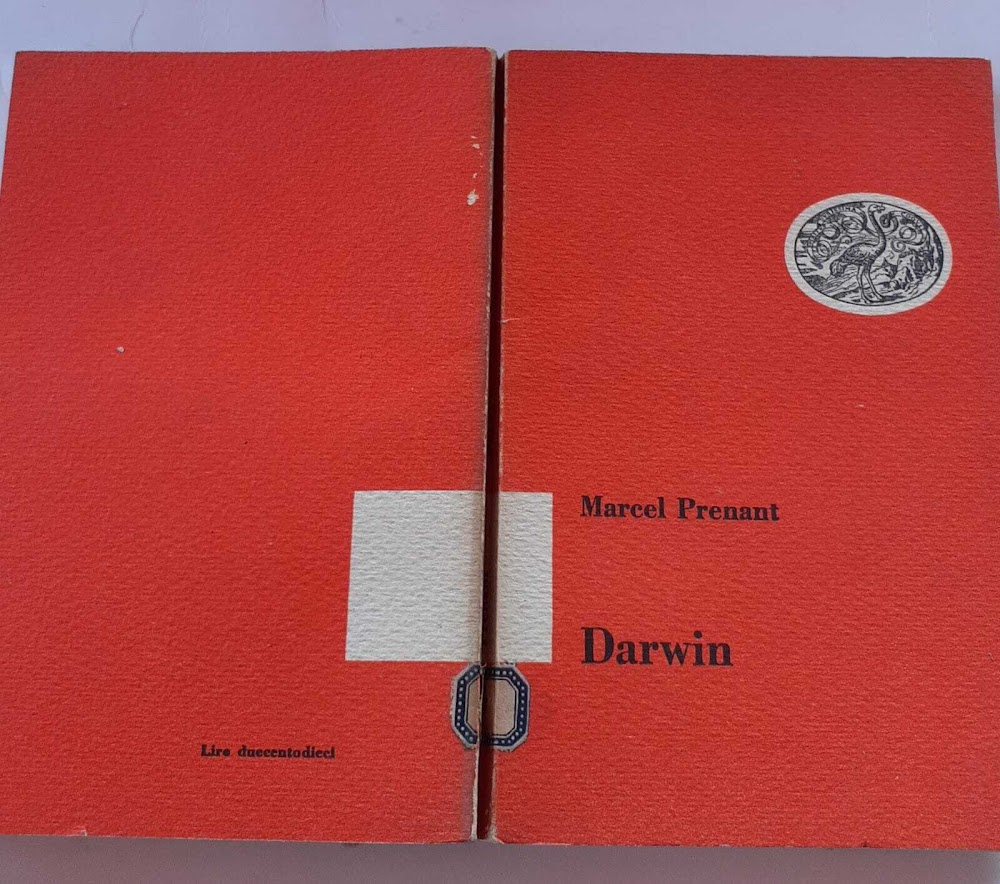 Marcel Prenant
Darwin
Lire duecentodieci